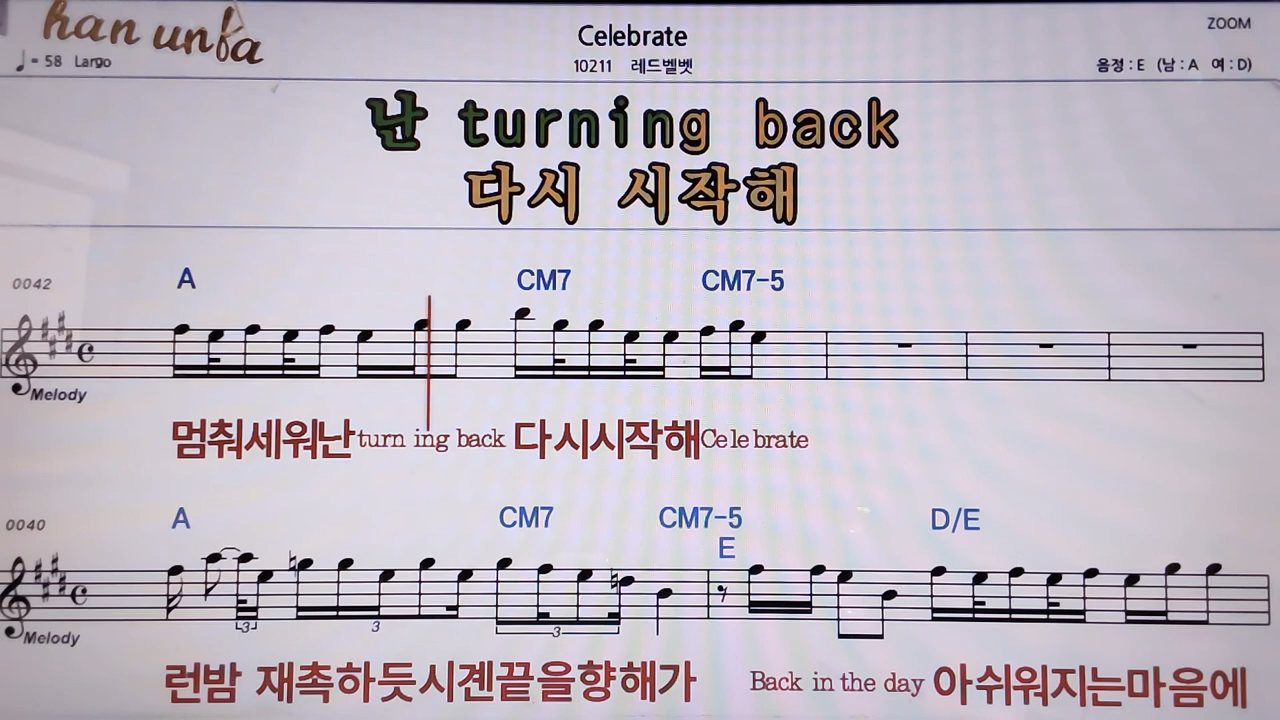 han unfa
ZOOM
Celebrate
♩= 58 Largo
10211 레드벨벳
음정 : E (남 : A 여 : D)
난 turning back
다시 시작해
0042
A CM7 CM7-5
Melody
멈춰세워난turn ing back 다시시작해Ce le brate
0040
A CM7 CM7-5 D/E
E
3 3 3
Melody
런밤 재촉하듯시곈끝을향해가 Back in the day 아쉬워지는마음에